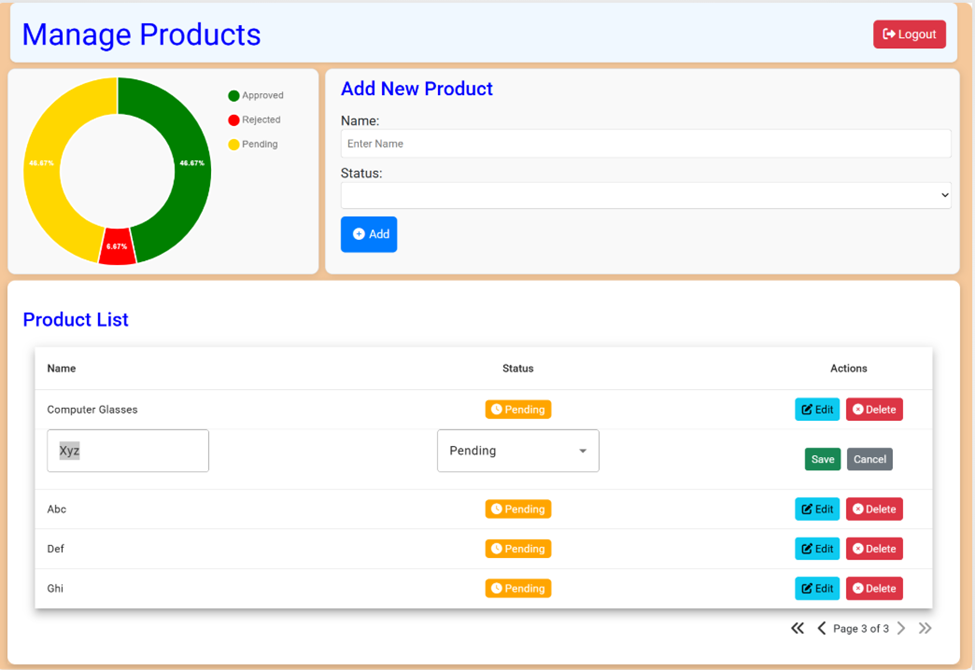 Manage Products
Logout
46.67%
46.67%
6.67%
Approved
Rejected
Pending
Add New Product
Name:
Enter Name
Status:
Add
Product List
Name Status Actions
Computer Glasses Pending Edit Delete
Xyz Pending Save Cancel
Abc Pending Edit Delete
Def Pending Edit Delete
Ghi Pending Edit Delete
Page 3 of 3